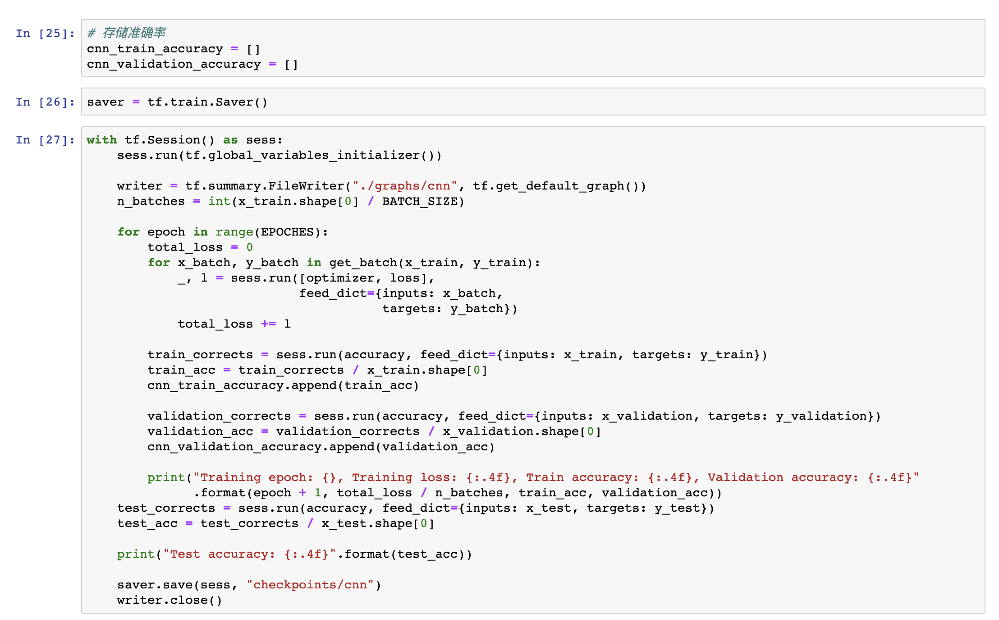 In [25]: # 存储准确率
cnn_train_accuracy = []
cnn_validation_accuracy = []
In [26]: saver = tf.train.Saver()
In [27]: with tf.Session() as sess:
    sess.run(tf.global_variables_initializer())
    writer = tf.summary.FileWriter("./graphs/cnn", tf.get_default_graph())
    n_batches = int(x_train.shape[0] / BATCH_SIZE)
    for epoch in range(EPOCHES):
        total_loss = 0
        for x_batch, y_batch in get_batch(x_train, y_train):
            _, l = sess.run([optimizer, loss],
                            feed_dict={inputs: x_batch,
                                       targets: y_batch})
            total_loss += l
        train_corrects = sess.run(accuracy, feed_dict={inputs: x_train, targets: y_train})
        train_acc = train_corrects / x_train.shape[0]
        cnn_train_accuracy.append(train_acc)
        validation_corrects = sess.run(accuracy, feed_dict={inputs: x_validation, targets: y_validation})
        validation_acc = validation_corrects / x_validation.shape[0]
        cnn_validation_accuracy.append(validation_acc)
        print("Training epoch: {}, Training loss: {:.4f}, Train accuracy: {:.4f}, Validation accuracy: {:.4f}"
              .format(epoch + 1, total_loss / n_batches, train_acc, validation_acc))
    test_corrects = sess.run(accuracy, feed_dict={inputs: x_test, targets: y_test})
    test_acc = test_corrects / x_test.shape[0]
    print("Test accuracy: {:.4f}".format(test_acc))
    saver.save(sess, "checkpoints/cnn")
    writer.close()